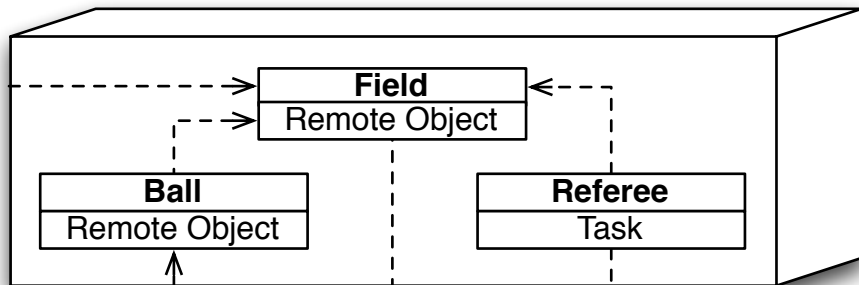 Field
Remote Object
Ball
Remote Object
Referee
Task